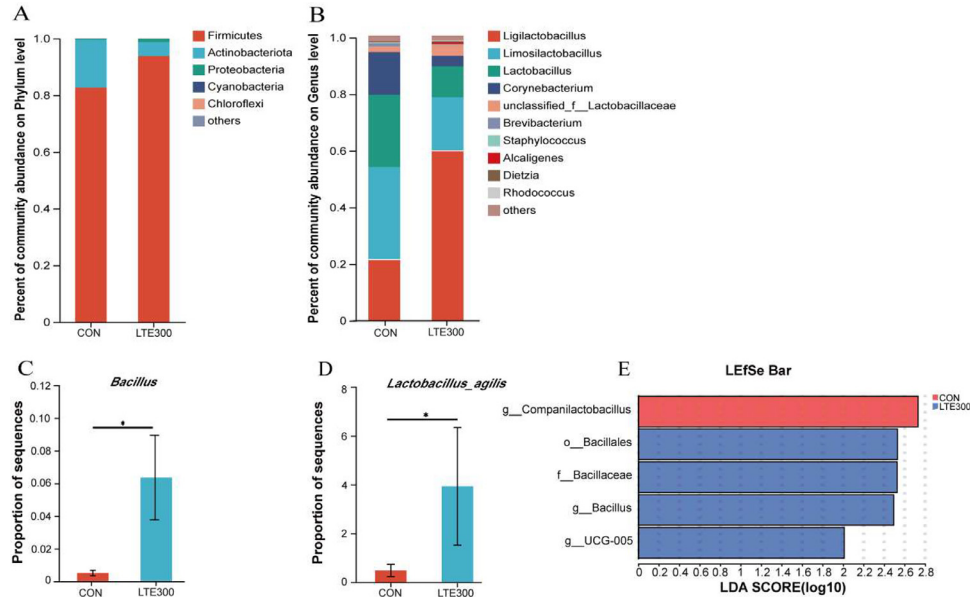 A
Percent of community abundance on Phylum level
1.0
0.8
0.6
0.4
0.2
0
CON
LTE300
Firmicutes
Actinobacteriota
Proteobacteria
Cyanobacteria
Chloroflexi
others
B
Percent of community abundance on Genus level
1.0
0.8
0.6
0.4
0.2
0
CON
LTE300
Ligilactobacillus
Limosilactobacillus
Lactobacillus
Corynebacterium
unclassified_f__Lactobacillaceae
Brevibacterium
Staphylococcus
Alcaligenes
Dietzia
Rhodococcus
others
C
Bacillus
Proportion of sequences
0.12
0.10
0.08
0.06
0.04
0.02
0
*
CON
LTE300
D
Lactobacillus_agilis
Proportion of sequences
8
6
4
2
0
*
CON
LTE300
E
LEfSe Bar
CON
LTE300
g__Companilactobacillus
o__Bacillales
f__Bacillaceae
g__Bacillus
g__UCG-005
0 0.2 0.4 0.6 0.8 1 1.2 1.4 1.6 1.8 2 2.2 2.4 2.6 2.8
LDA SCORE(log10)